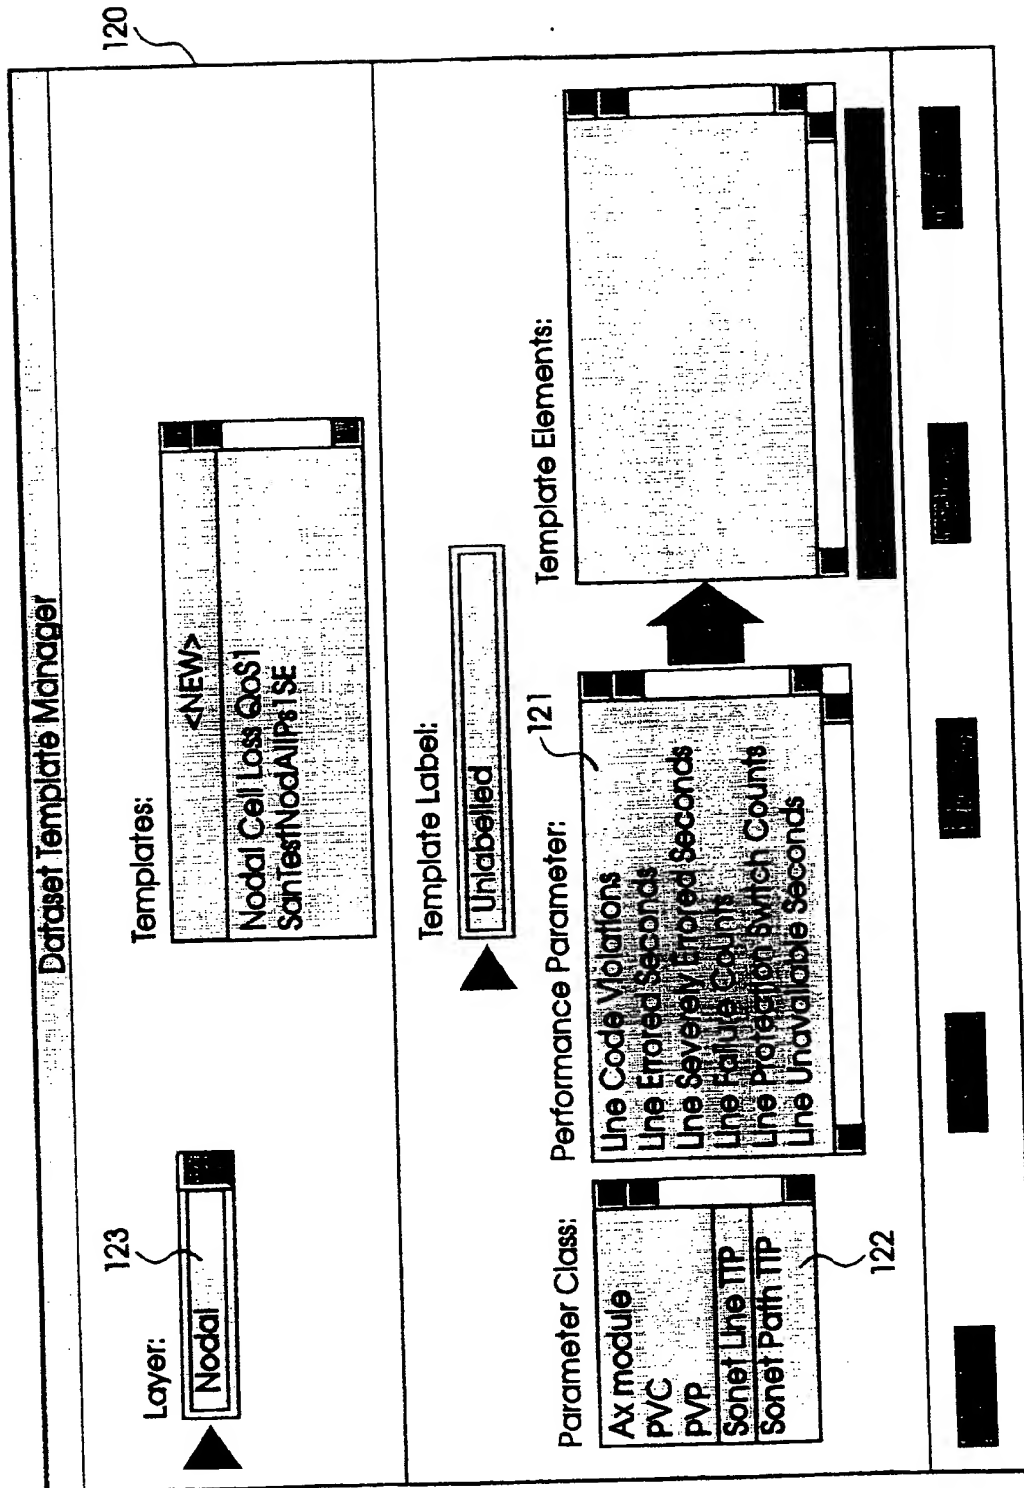 120
Dataset Template Manager
Layer:
123
Nodal
Templates:
<NEW>
Nodal Cell Loss QoS1
SanTestNodAllPs1SE
Template Label:
Unlabelled
Parameter Class:
Ax module
PVC
PVP
Sonet Line TTP
Sonet Path TTP
122
Performance Parameter:
121
Line Code Violations
Line Errored Seconds
Line Severely Errored Seconds
Line Failure Counts
Line Protection Switch Counts
Line Unavailable Seconds
Template Elements: